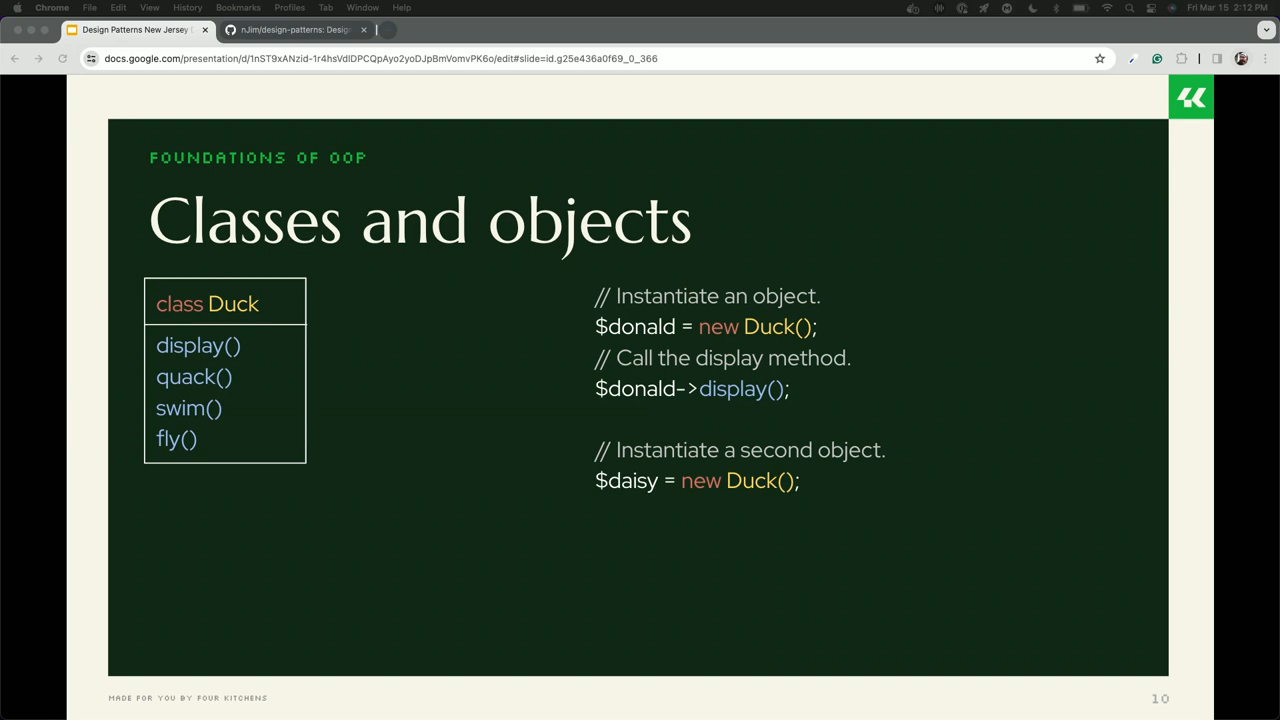 Chrome File Edit View History Bookmarks Profiles Tab Window Help Fri Mar 15 2:12 PM
Design Patterns New Jersey nJim/design-patterns: Desig
docs.google.com/presentation/d/1nST9xANzid-1r4hsVdIDPCQpAyo2yoDJpBmVomvPK6o/edit#slide=id.g25e436a0f69_0_366
FOUNDATIONS OF OOP
Classes and objects
class Duck
display()
quack()
swim()
fly()
// Instantiate an object.
$donald = new Duck();
// Call the display method.
$donald->display();
// Instantiate a second object.
$daisy = new Duck();
MADE FOR YOU BY FOUR KITCHENS
10